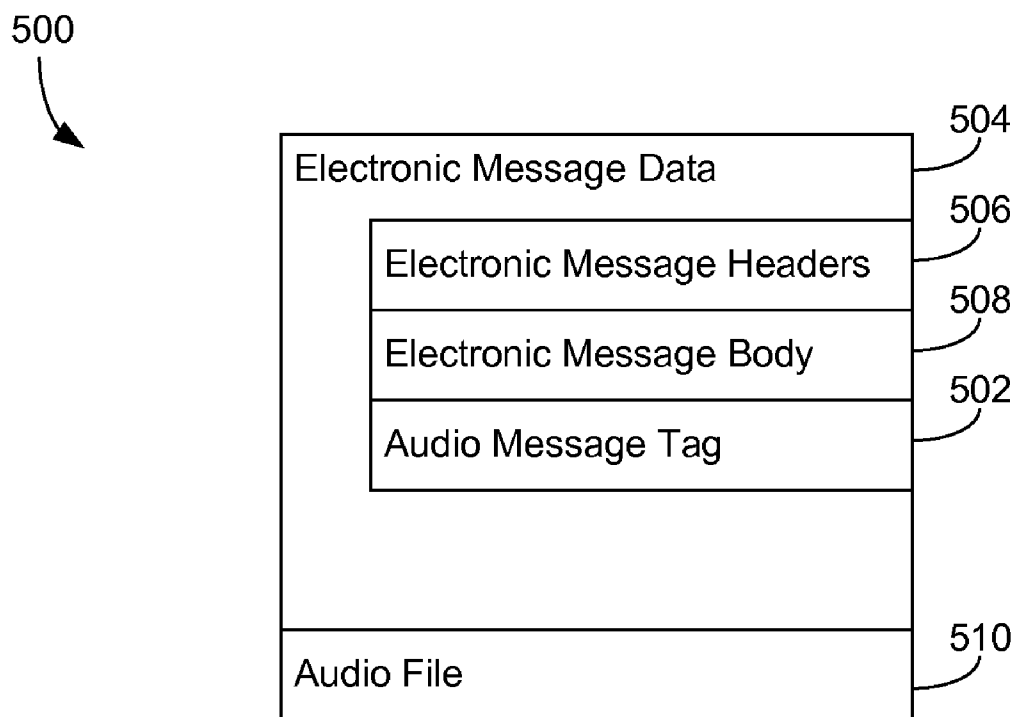 500
504
Electronic Message Data
506
Electronic Message Headers
508
Electronic Message Body
502
Audio Message Tag
510
Audio File